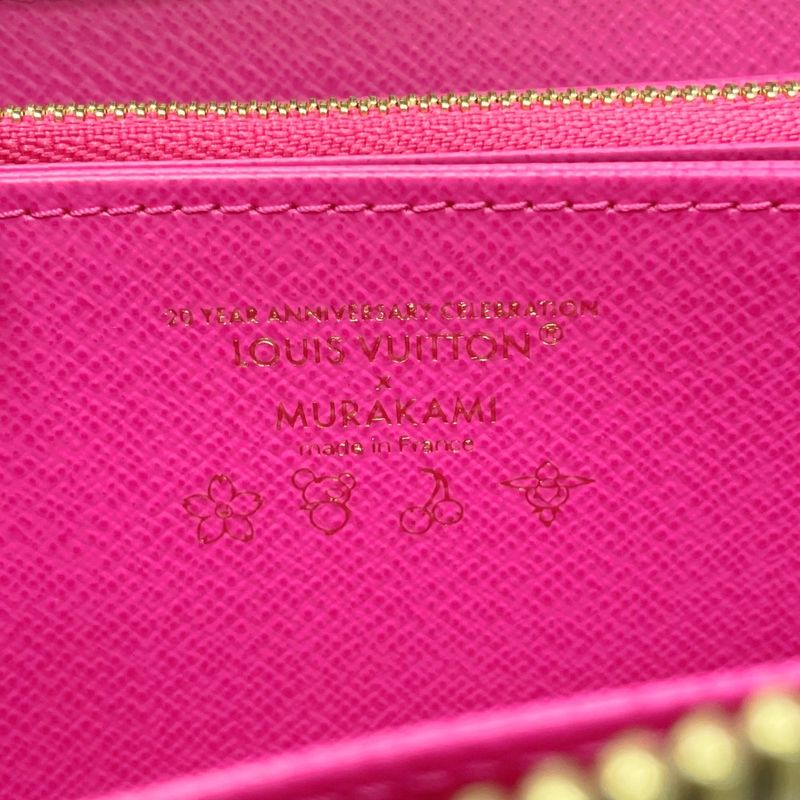 20 YEAR ANNIVERSARY CELEBRATION
LOUIS VUITTON®
x
MURAKAMI
made in France